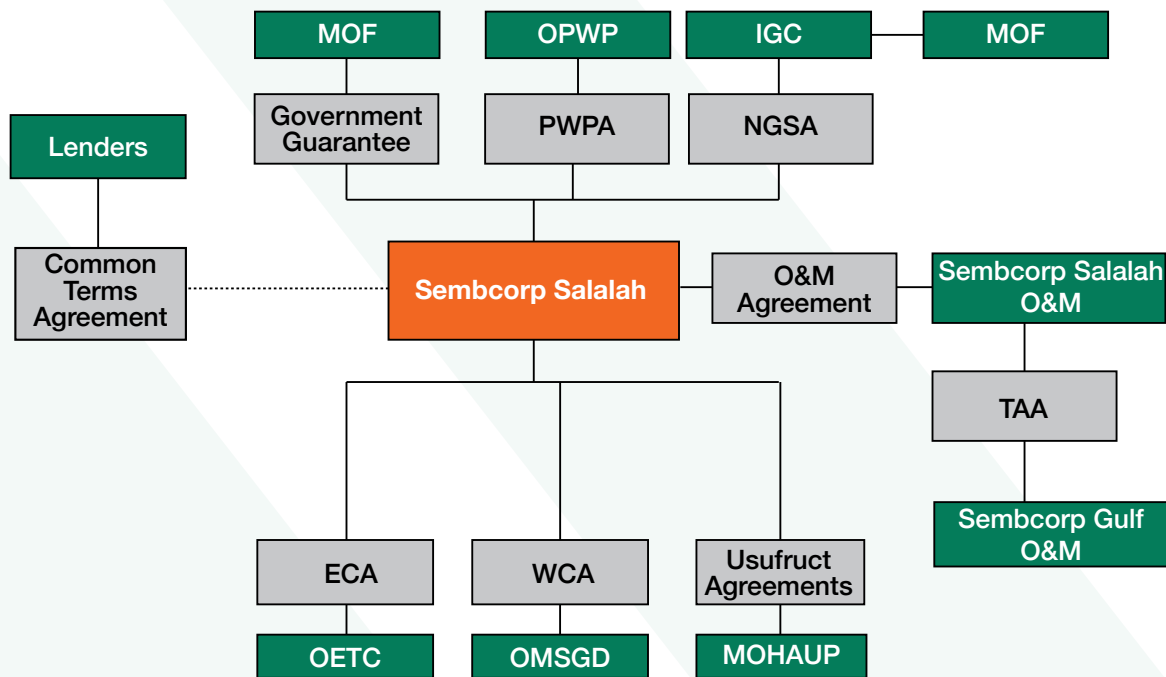 MOF
OPWP
IGC
MOF
Government
Guarantee
PWPA
NGSA
Lenders
Common
Terms
Agreement
Sembcorp Salalah
O&M
Agreement
Sembcorp Salalah
O&M
TAA
Sembcorp Gulf
O&M
ECA
WCA
Usufruct
Agreements
OETC
OMSGD
MOHAUP